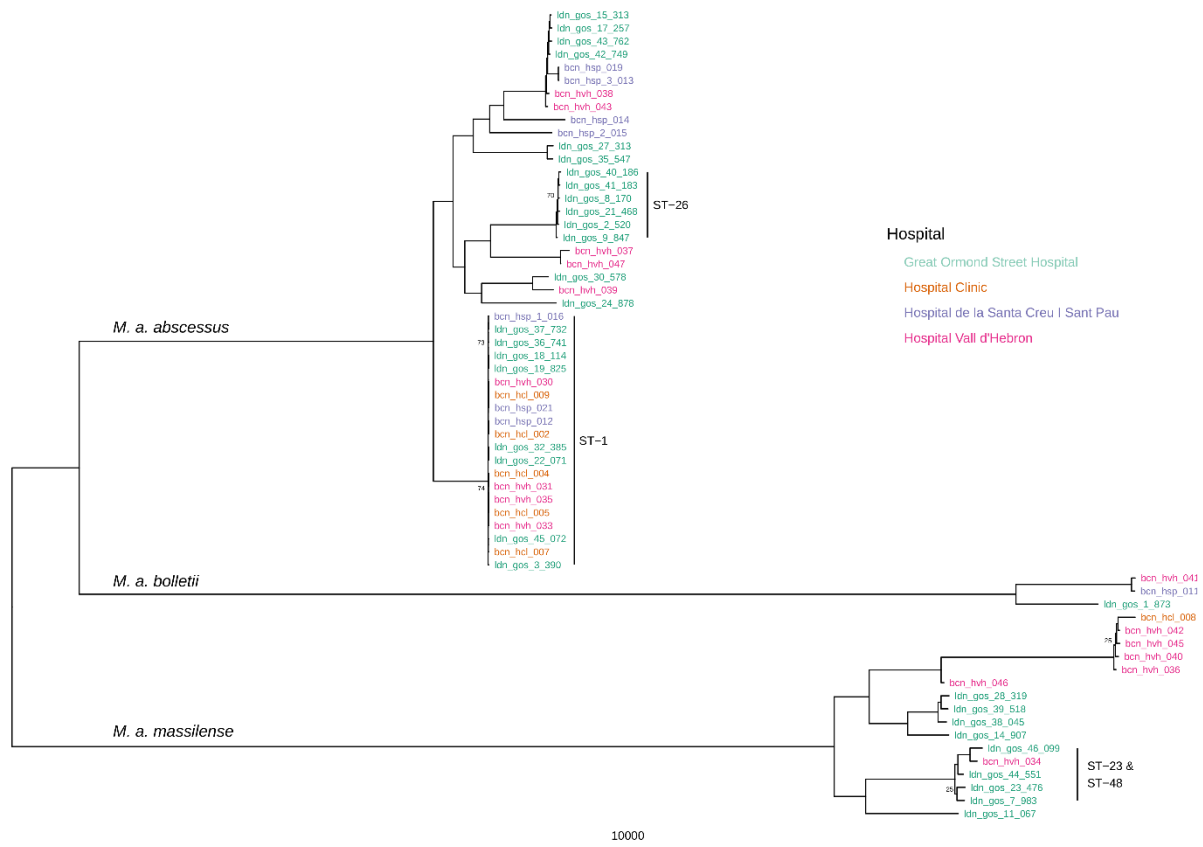 ldn_gos_15_313
ldn_gos_17_257
ldn_gos_43_762
ldn_gos_42_749
bcn_hsp_019
bcn_hsp_3_013
bcn_hvh_038
bcn_hvh_043
bcn_hsp_014
bcn_hsp_2_015
ldn_gos_27_313
ldn_gos_35_547
ldn_gos_40_186
ldn_gos_41_183
70
ldn_gos_8_170
ST−26
ldn_gos_21_468
ldn_gos_2_520
ldn_gos_9_847
Hospital
Great Ormond Street Hospital
Hospital Clinic
Hospital de la Santa Creu I Sant Pau
Hospital Vall d'Hebron
bcn_hvh_037
bcn_hvh_047
ldn_gos_30_578
bcn_hvh_039
ldn_gos_24_878
M. a. abscessus
bcn_hsp_1_016
ldn_gos_37_732
73
ldn_gos_36_741
ldn_gos_18_114
ldn_gos_19_825
bcn_hvh_030
bcn_hcl_009
bcn_hsp_021
bcn_hsp_012
bcn_hcl_002
ST−1
ldn_gos_32_385
ldn_gos_22_071
bcn_hcl_004
74
bcn_hvh_031
bcn_hvh_035
bcn_hcl_005
bcn_hvh_033
ldn_gos_45_072
bcn_hcl_007
ldn_gos_3_390
M. a. bolletii
bcn_hvh_041
bcn_hsp_011
ldn_gos_1_873
bcn_hcl_008
bcn_hvh_042
25
bcn_hvh_045
bcn_hvh_040
bcn_hvh_036
bcn_hvh_046
ldn_gos_28_319
ldn_gos_39_518
ldn_gos_38_045
M. a. massilense
ldn_gos_14_907
ldn_gos_46_099
bcn_hvh_034
ldn_gos_44_551
ST−23 &
ST−48
25
ldn_gos_23_476
ldn_gos_7_983
ldn_gos_11_067
10000